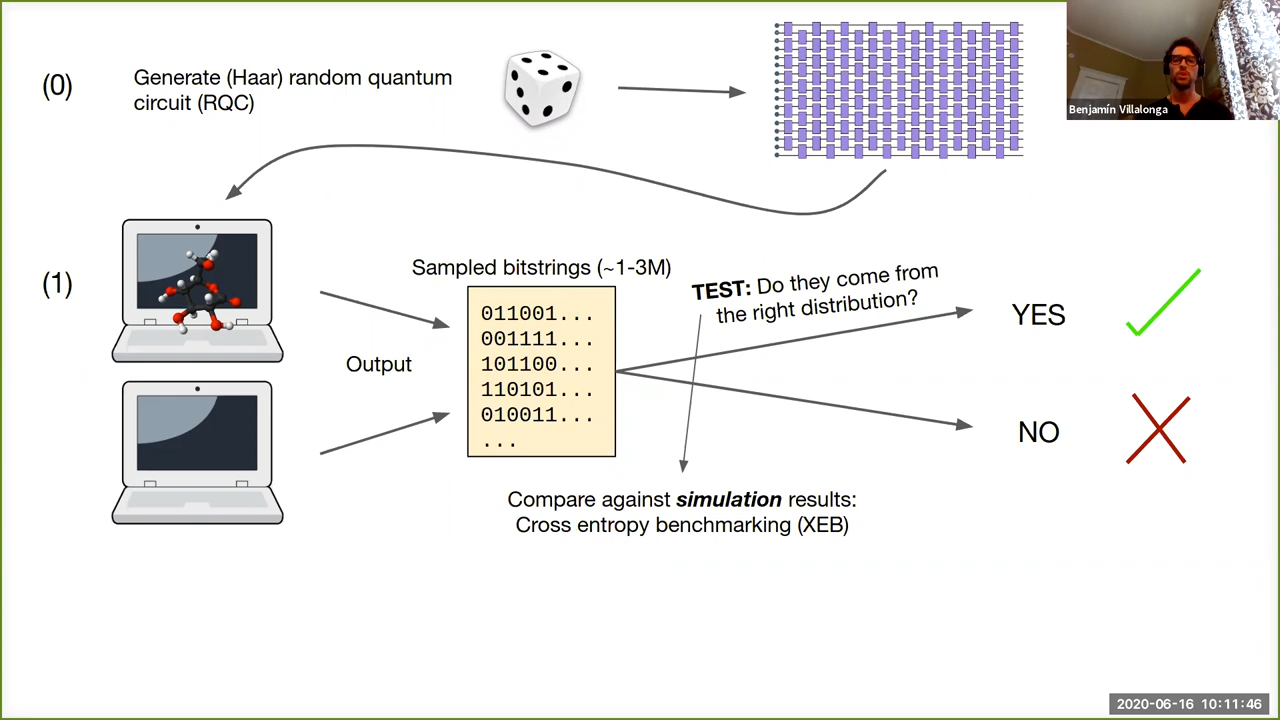 (0)
Generate (Haar) random quantum
circuit (RQC)
Benjamín Villalonga
(1)
Sampled bitstrings (~1-3M)
011001...
001111...
101100...
110101...
010011...
...
Output
TEST: Do they come from
the right distribution?
YES
NO
Compare against simulation results:
Cross entropy benchmarking (XEB)
2020-06-16 10:11:46